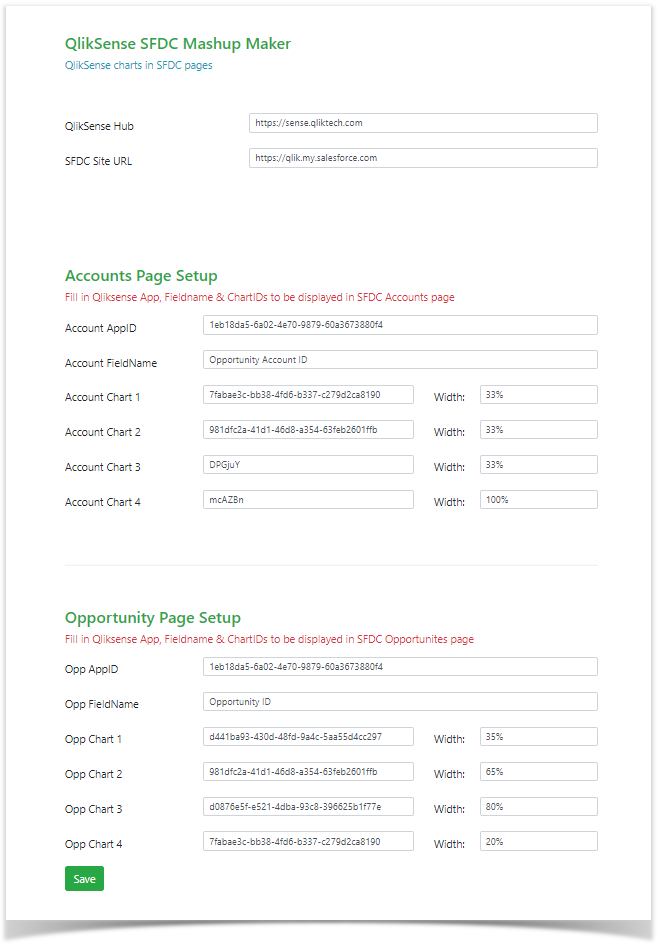 QlikSense SFDC Mashup Maker
QlikSense charts in SFDC pages
QlikSense Hub https://sense.qliktech.com
SFDC Site URL https://qlik.my.salesforce.com
Accounts Page Setup
Fill in Qliksense App, Fieldname & ChartIDs to be displayed in SFDC Accounts page
Account AppID 1eb18da5-6a02-4e70-9879-60a3673880f4
Account FieldName Opportunity Account ID
Account Chart 1 7fabae3c-bb38-4fd6-b337-c279d2ca8190 Width: 33%
Account Chart 2 981dfc2a-41d1-46d8-a354-63feb2601ffb Width: 33%
Account Chart 3 DPGjuY Width: 33%
Account Chart 4 mcAZBn Width: 100%
Opportunity Page Setup
Fill in Qliksense App, Fieldname & ChartIDs to be displayed in SFDC Opportunites page
Opp AppID 1eb18da5-6a02-4e70-9879-60a3673880f4
Opp FieldName Opportunity ID
Opp Chart 1 d441ba93-430d-48fd-9a4c-5aa55d4cc297 Width: 35%
Opp Chart 2 981dfc2a-41d1-46d8-a354-63feb2601ffb Width: 65%
Opp Chart 3 d0876e5f-e521-4dba-93c8-396625b1f77e Width: 80%
Opp Chart 4 7fabae3c-bb38-4fd6-b337-c279d2ca8190 Width: 20%
Save